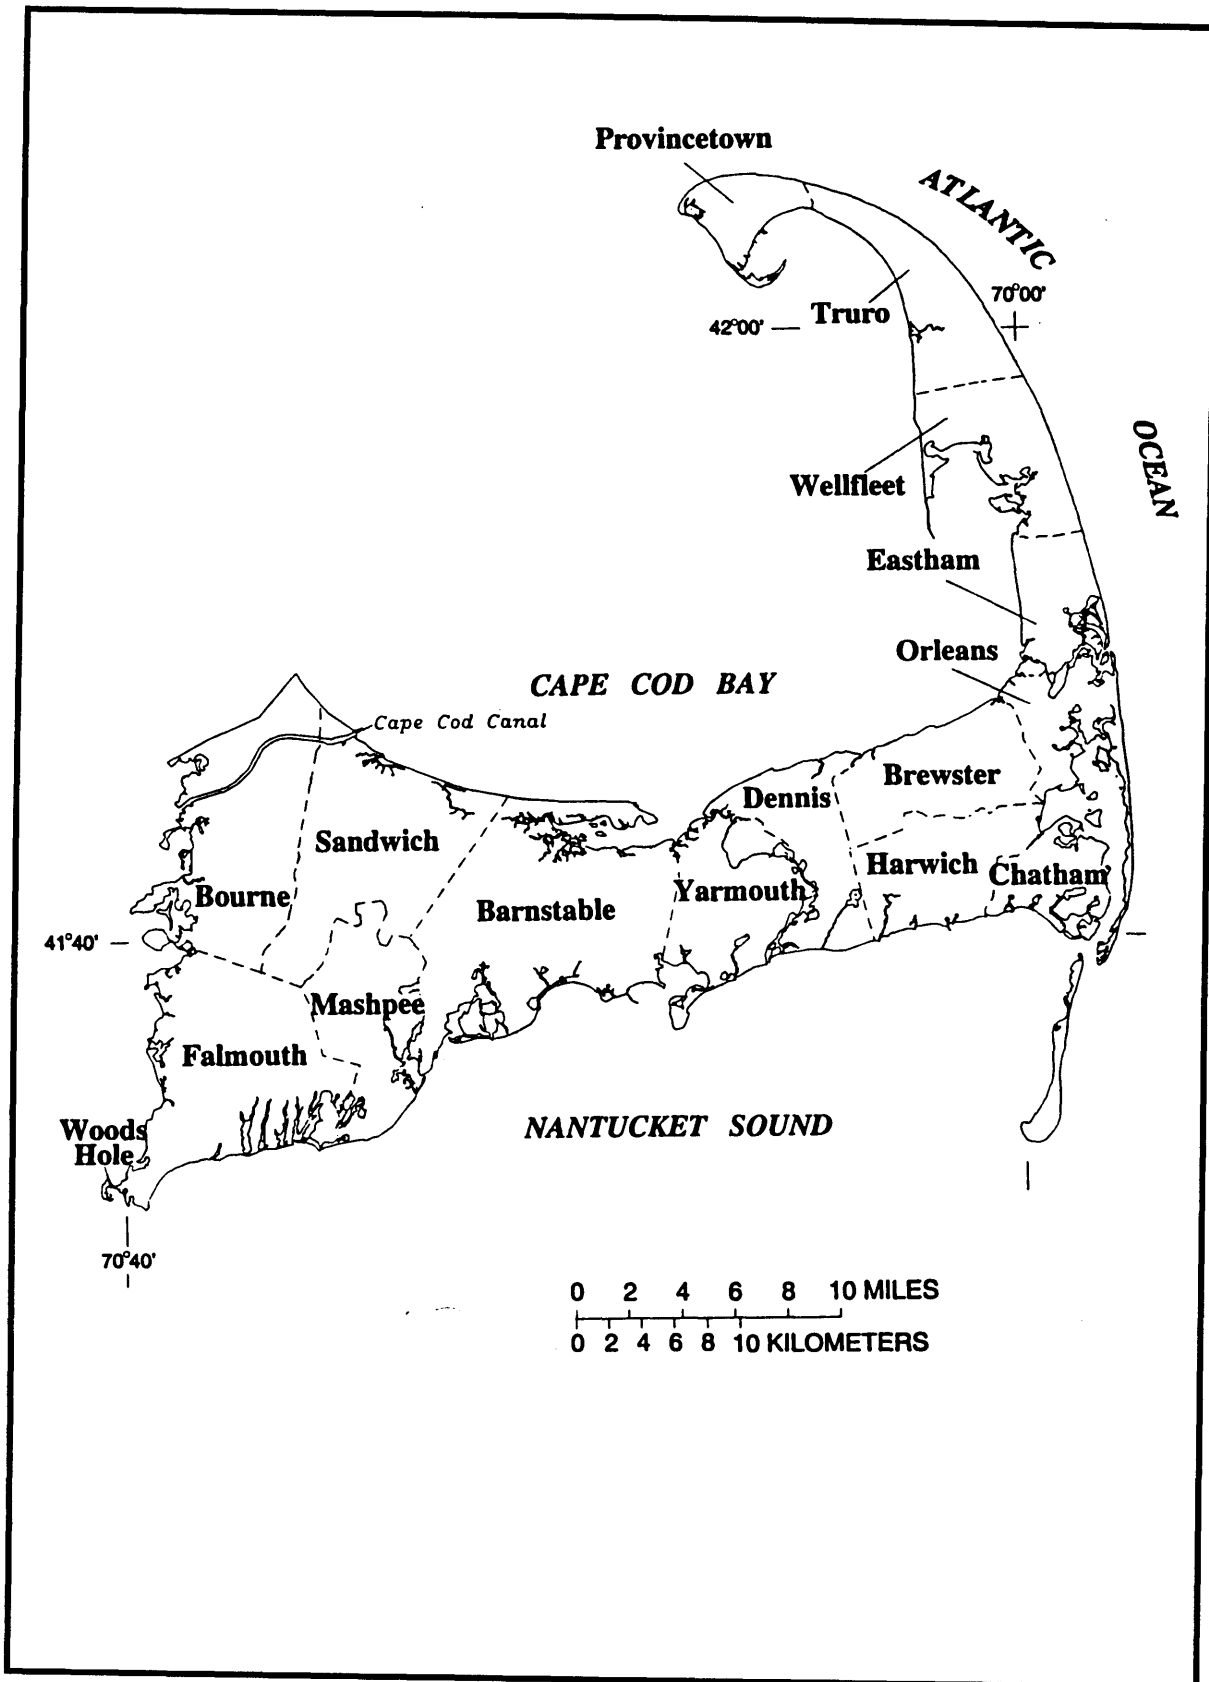 Provincetown
ATLANTIC
70°00'
42°00'
Truro
OCEAN
Wellfleet
Eastham
Orleans
CAPE COD BAY
Cape Cod Canal
Brewster
Dennis
Sandwich
Harwich
Chatham
Bourne
Yarmouth
Barnstable
41°40'
Mashpee
Falmouth
Woods
Hole
NANTUCKET SOUND
70°40'
0 2 4 6 8 10 MILES
0 2 4 6 8 10 KILOMETERS